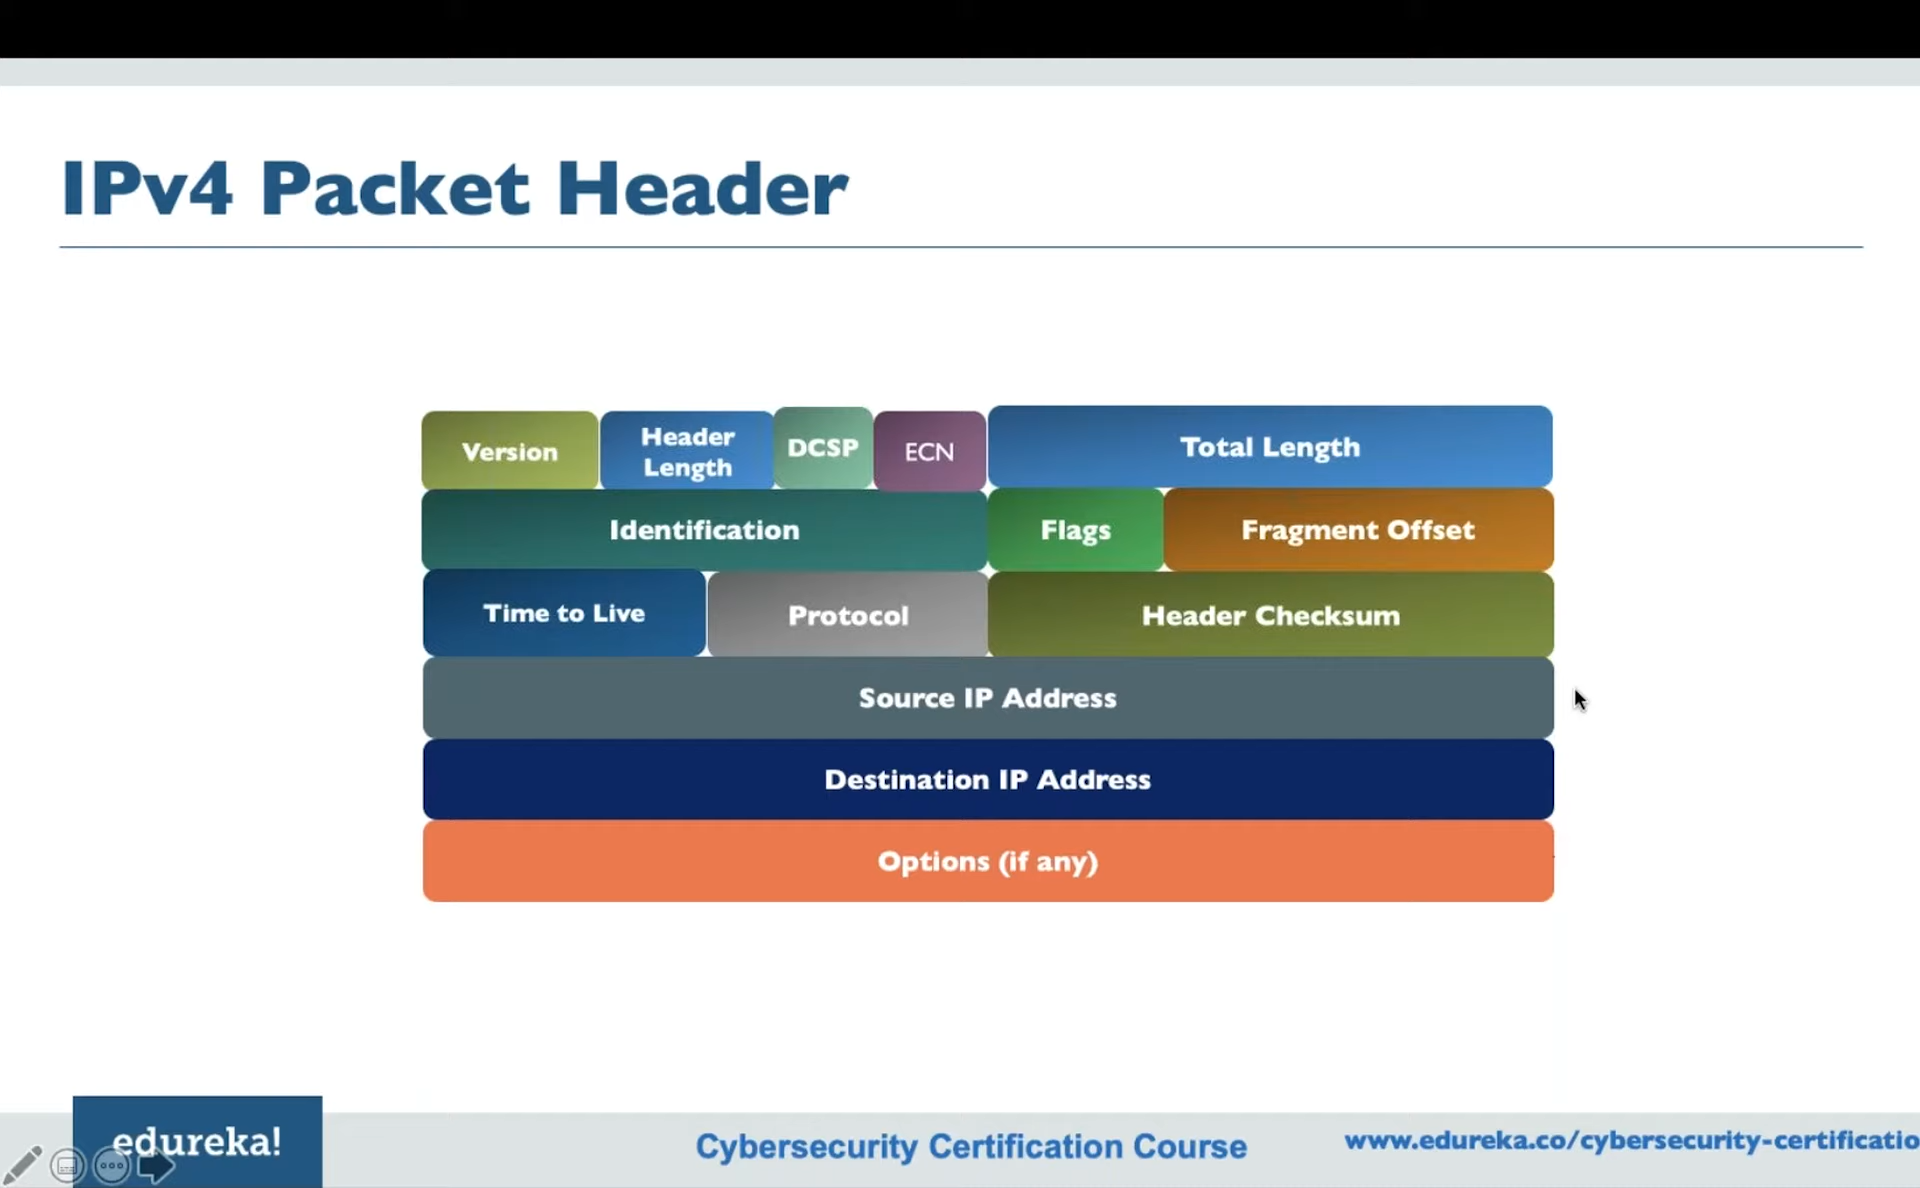 IPv4 Packet Header
Version
Header
Length
DCSP
ECN
Total Length
Identification
Flags
Fragment Offset
Time to Live
Protocol
Header Checksum
Source IP Address
Destination IP Address
Options (if any)
edureka!
Cybersecurity Certification Course
www.edureka.co/cybersecurity-certificatio